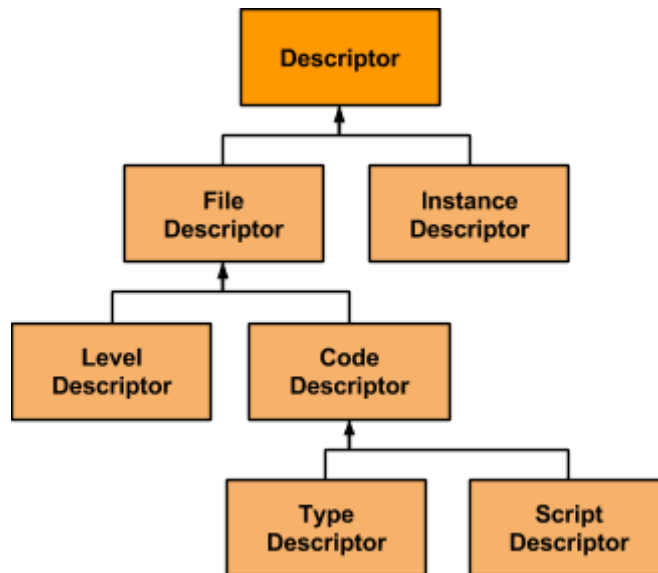 Descriptor
File
Descriptor
Instance
Descriptor
Level
Descriptor
Code
Descriptor
Type
Descriptor
Script
Descriptor